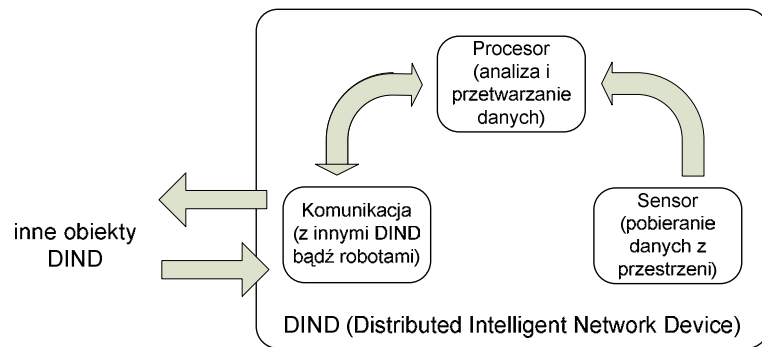 Procesor
(analiza i
przetwarzanie
danych)
Komunikacja
(z innymi DIND
bądź robotami)
Sensor
(pobieranie
danych z
przestrzeni)
inne obiekty
DIND
DIND (Distributed Intelligent Network Device)